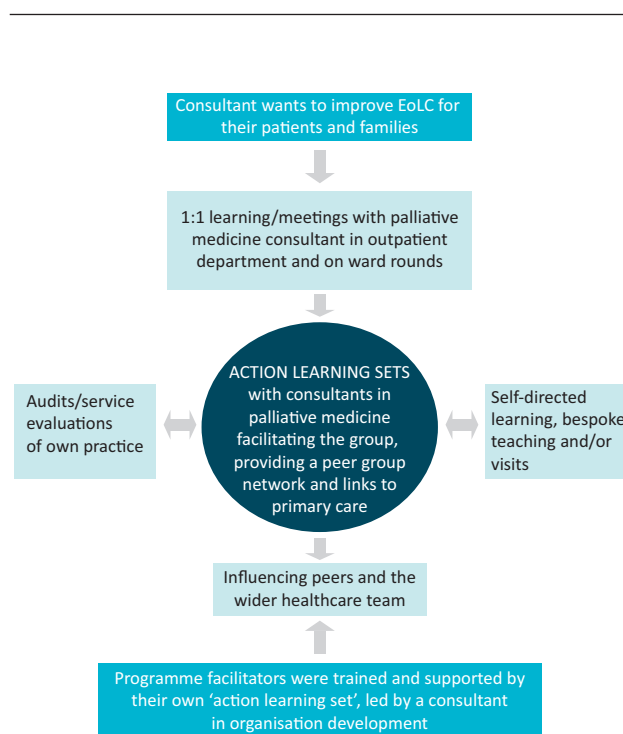 Consultant wants to improve EoLC for
their patients and families
1:1 learning/meetings with palliative
medicine consultant in outpatient
department and on ward rounds
ACTION LEARNING SETS
with consultants in
palliative medicine
facilitating the group,
providing a peer group
network and links to
primary care
Audits/service
evaluations
of own practice
Self-directed
learning, bespoke
teaching and/or
visits
Influencing peers and the
wider healthcare team
Programme facilitators were trained and supported by
their own ‘action learning set’, led by a consultant
in organisation development